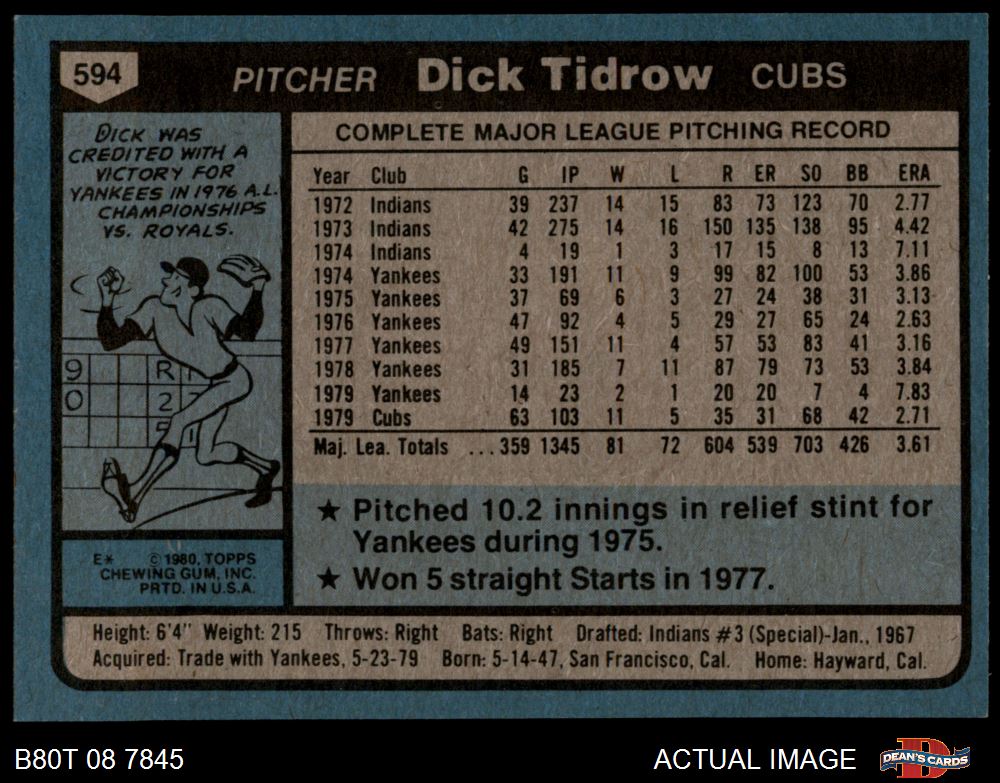 594
PITCHER Dick Tidrow CUBS
DICK WAS
CREDITED WITH A
VICTORY FOR
YANKEES IN 1976 A.L.
CHAMPIONSHIPS
VS. ROYALS.
9 R
0 2
COMPLETE MAJOR LEAGUE PITCHING RECORD
Year Club G IP W L R ER SO BB ERA
1972 Indians 39 237 14 15 83 73 123 70 2.77
1973 Indians 42 275 14 16 150 135 138 95 4.42
1974 Indians 4 19 1 3 17 15 8 13 7.11
1974 Yankees 33 191 11 9 99 82 100 53 3.86
1975 Yankees 37 69 6 3 27 24 38 31 3.13
1976 Yankees 47 92 4 5 29 27 65 24 2.63
1977 Yankees 49 151 11 4 57 53 83 41 3.16
1978 Yankees 31 185 7 11 87 79 73 53 3.84
1979 Yankees 14 23 2 1 20 20 7 4 7.83
1979 Cubs 63 103 11 5 35 31 68 42 2.71
Maj. Lea. Totals ... 359 1345 81 72 604 539 703 426 3.61
★ Pitched 10.2 innings in relief stint for
Yankees during 1975.
★ Won 5 straight Starts in 1977.
E* © 1980, TOPPS
CHEWING GUM, INC.
PRTD. IN U.S.A.
Height: 6'4" Weight: 215 Throws: Right Bats: Right Drafted: Indians #3 (Special)-Jan., 1967
Acquired: Trade with Yankees, 5-23-79 Born: 5-14-47, San Francisco, Cal. Home: Hayward, Cal.
B80T 08 7845
ACTUAL IMAGE
DEAN'S CARDS